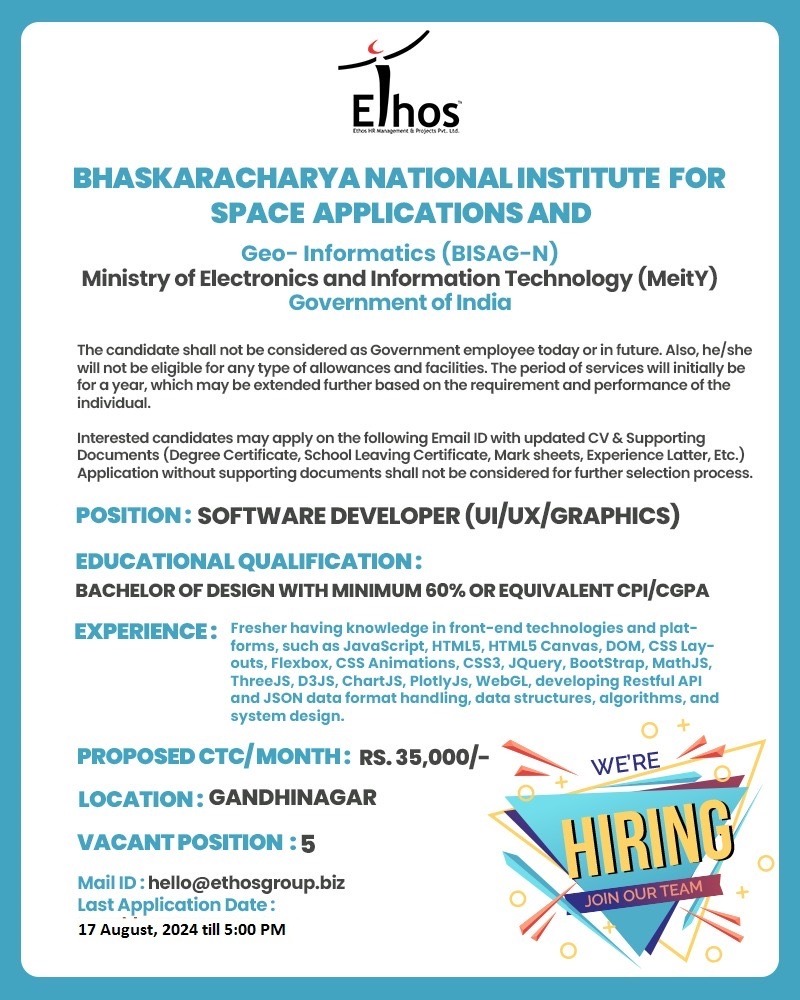 Ethos
Ethos HR Management & Projects Pvt. Ltd.
BHASKARACHARYA NATIONAL INSTITUTE FOR
SPACE APPLICATIONS AND
Geo- Informatics (BISAG-N)
Ministry of Electronics and Information Technology (MeitY)
Government of India
The candidate shall not be considered as Government employee today or in future. Also, he/she
will not be eligible for any type of allowances and facilities. The period of services will initially be
for a year, which may be extended further based on the requirement and performance of the
individual.
Interested candidates may apply on the following Email ID with updated CV & Supporting
Documents (Degree Certificate, School Leaving Certificate, Mark sheets, Experience Latter, Etc.)
Application without supporting documents shall not be considered for further selection process.
POSITION : SOFTWARE DEVELOPER (UI/UX/GRAPHICS)
EDUCATIONAL QUALIFICATION :
BACHELOR OF DESIGN WITH MINIMUM 60% OR EQUIVALENT CPI/CGPA
EXPERIENCE : Fresher having knowledge in front-end technologies and plat-
forms, such as JavaScript, HTML5, HTML5 Canvas, DOM, CSS Lay-
outs, Flexbox, CSS Animations, CSS3, JQuery, BootStrap, MathJS,
ThreeJS, D3JS, ChartJS, PlotlyJs, WebGL, developing Restful API
and JSON data format handling, data structures, algorithms, and
system design.
PROPOSED CTC/MONTH : RS. 35,000/-
LOCATION : GANDHINAGAR
VACANT POSITION : 5
Mail ID : hello@ethosgroup.biz
Last Application Date :
17 August, 2024 till 5:00 PM
WE'RE
HIRING
JOIN OUR TEAM